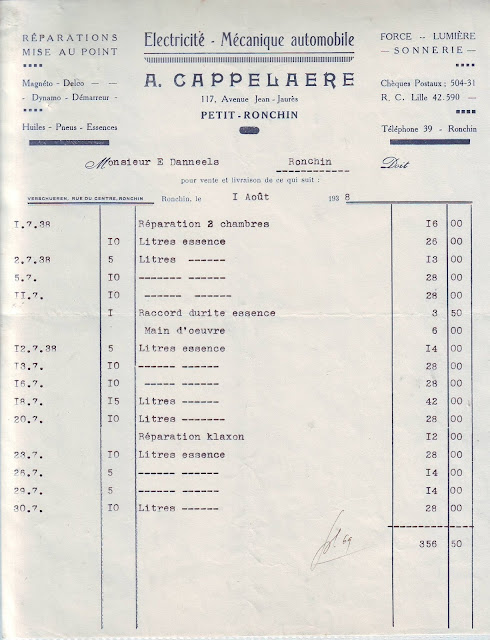 RÉPARATIONS
MISE AU POINT
Magnéto - Delco — —
- Dynamo - Démarreur -
Huiles - Pneus - Essences
Electricité - Mécanique automobile
A. CAPPELAERE
117, Avenue Jean-Jaurès
PETIT-RONCHIN
FORCE -- LUMIÈRE
— SONNERIE —
Chèques Postaux : 504-31
R. C. Lille 42.590 —
Téléphone 39 - Ronchin
Monsieur E Danneels Ronchin Doit
pour vente et livraison de ce qui suit :
VERSCHUEREN, RUE DU CENTRE, RONCHIN Ronchin, le I Août 1938
I.7.38 Réparation 2 chambres I6 00
IO Litres essence 26 00
2.7.38 5 Litres ------ I3 00
5.7. IO ------- ------ 28 00
II.7. IO ------ ------ 28 00
I Raccord durite essence 3 50
Main d'oeuvre 6 00
I2.7.38 5 Litres essence I4 00
I3.7. IO ------ ------ 28 00
I6.7. IO ----- ------ 28 00
I8.7. I5 Litres ------ 42 00
20.7. IO Litres ------- 28 00
Réparation klaxon I2 00
23.7. IO Litres essence 28 00
26.7. 5 ------ ------ I4 00
29.7. 5 ------ ------ I4 00
30.7. IO Litres ------ 28 00
356 50